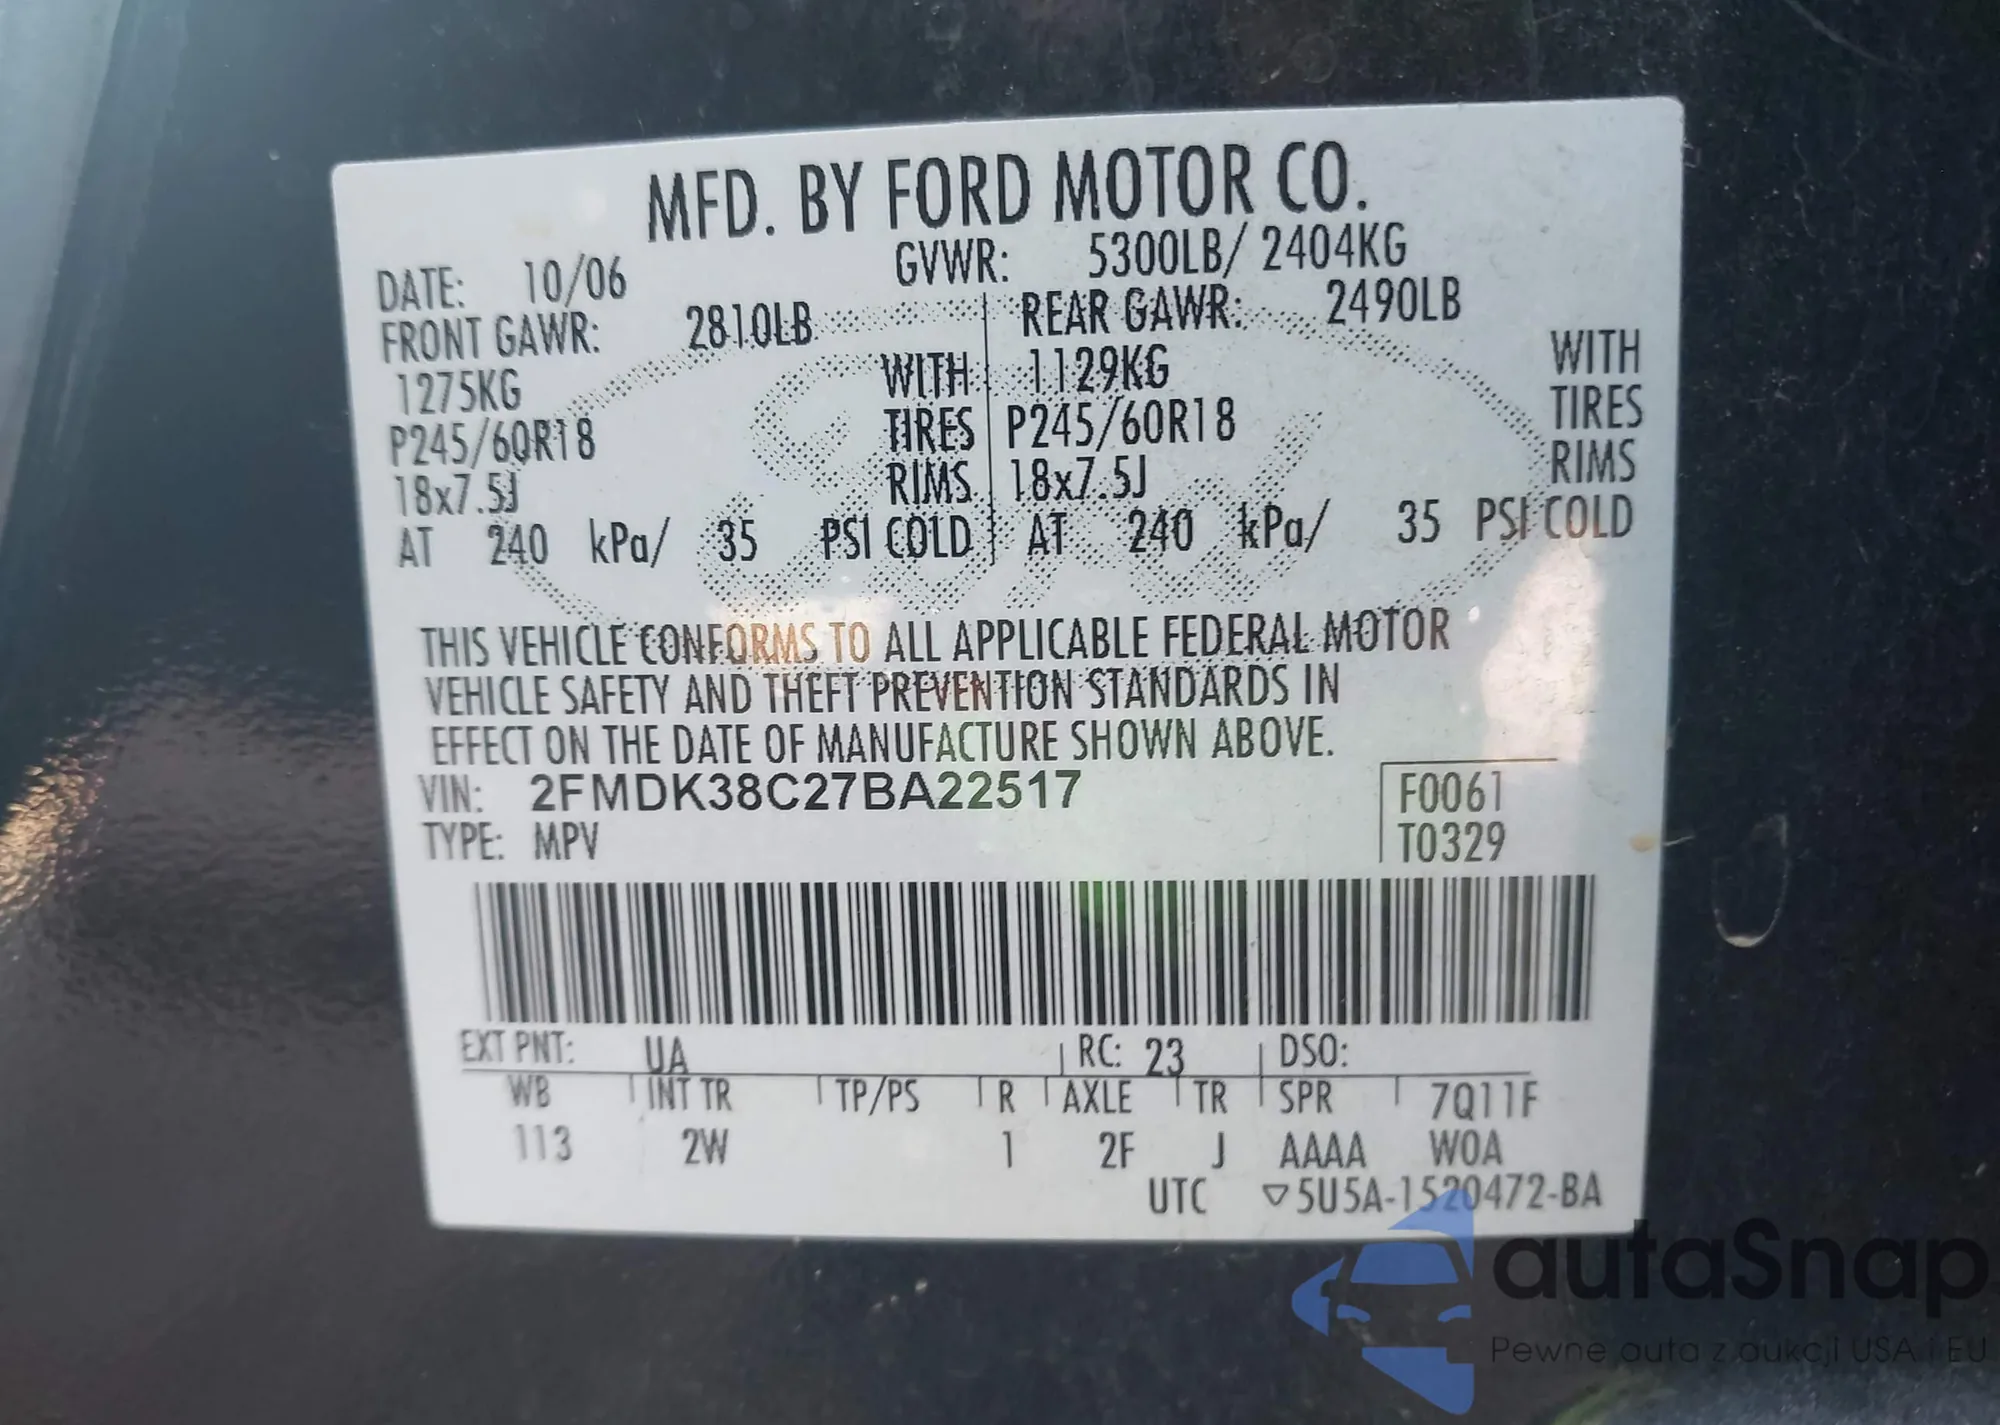 MFD. BY FORD MOTOR CO.
DATE: 10/06 GVWR: 5300LB/ 2404KG
FRONT GAWR: 2810LB REAR GAWR: 2490LB
1275KG WITH 1129KG WITH
P245/60R18 TIRES P245/60R18 TIRES
18x7.5J RIMS 18x7.5J RIMS
AT 240 kPa/ 35 PSI COLD AT 240 kPa/ 35 PSI COLD
THIS VEHICLE CONFORMS TO ALL APPLICABLE FEDERAL MOTOR
VEHICLE SAFETY AND THEFT PREVENTION STANDARDS IN
EFFECT ON THE DATE OF MANUFACTURE SHOWN ABOVE.
VIN: 2FMDK38C27BA22517 F0061
TYPE: MPV T0329
EXT PNT: UA RC: 23 DSO:
WB INT TR TP/PS R AXLE TR SPR 7Q11F
113 2W 1 2F J AAAA WOA
UTC ▽5U5A-1520472-BA
autaSnap
Pewne auta z aukcji USA i EU